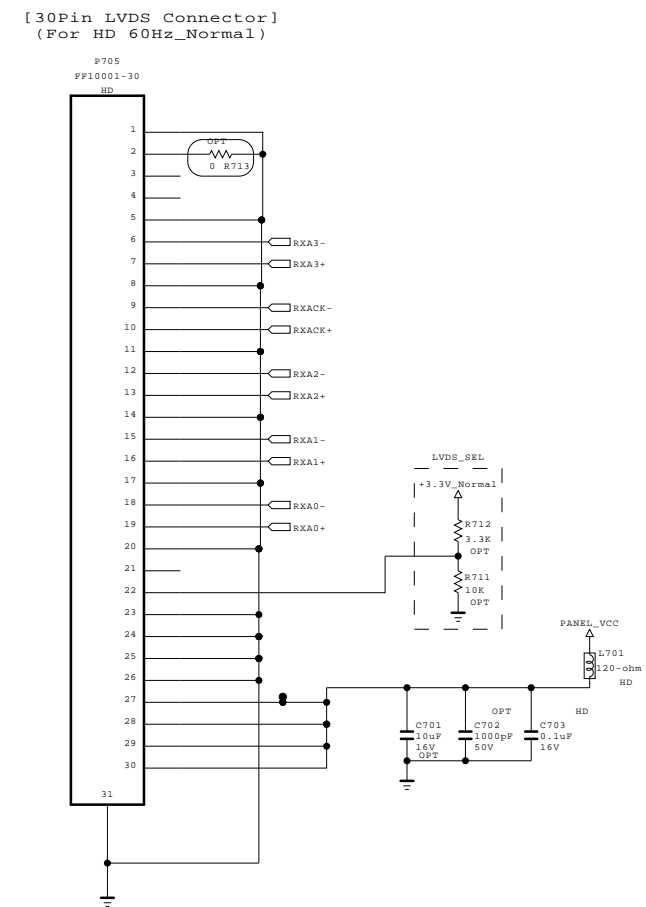 [30Pin LVDS Connector]
(For HD 60Hz_Normal)
P705
FF10001-30
HD
1
OPT
2
0 R713
3
4
5
6 RXA3-
7 RXA3+
8
9 RXACK-
10 RXACK+
11
12 RXA2-
13 RXA2+
14
15 RXA1-
16 RXA1+
17
18 RXA0-
19 RXA0+
20
21
22
23
24
25
26
27
28
29
30
31
LVDS_SEL
+3.3V_Normal
R712
3.3K
OPT
R711
10K
OPT
PANEL_VCC
L701
120-ohm
HD
C701
10uF
16V
OPT
OPT
C702
1000pF
50V
HD
C703
0.1uF
16V